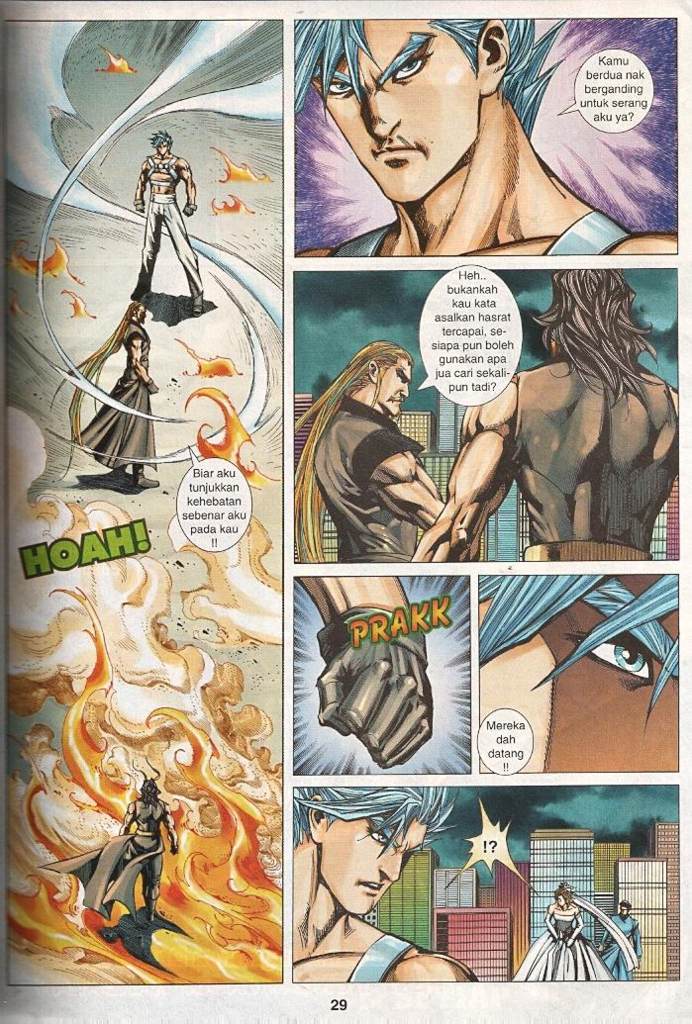 Biar aku
tunjukkan
kehebatan
sebenar aku
pada kau
!!
HOAH!
Kamu
berdua nak
berganding
untuk serang
aku ya?
Heh..
bukankah
kau kata
asalkan hasrat
tercapai, se-
siapa pun boleh
gunakan apa
jua cari sekali-
pun tadi?
PRAKK
Mereka
dah
datang
!!
!?
29